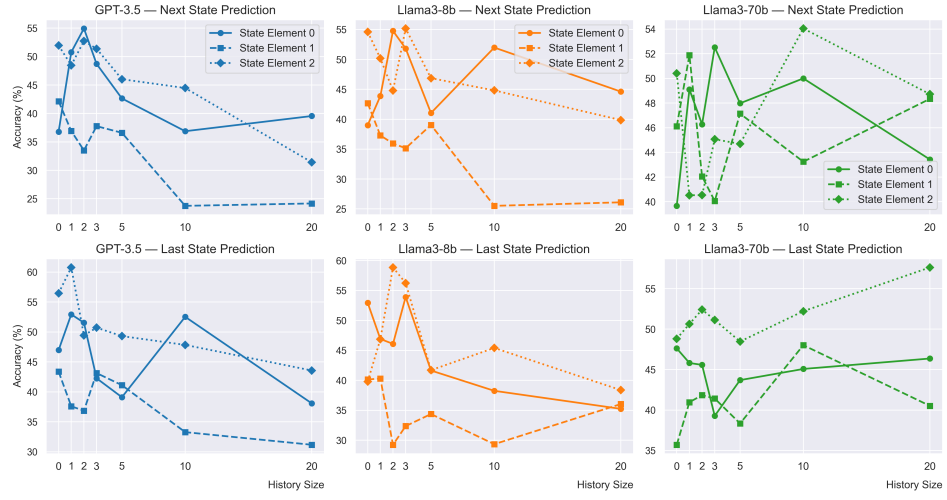 GPT-3.5 — Next State Prediction
Accuracy (%)
55
50
45
40
35
30
25
0 1 2 3 5 10 20
State Element 0
State Element 1
State Element 2
Llama3-8b — Next State Prediction
55
50
45
40
35
30
25
0 1 2 3 5 10 20
State Element 0
State Element 1
State Element 2
Llama3-70b — Next State Prediction
54
52
50
48
46
44
42
40
0 1 2 3 5 10 20
State Element 0
State Element 1
State Element 2
GPT-3.5 — Last State Prediction
Accuracy (%)
60
55
50
45
40
35
30
0 1 2 3 5 10 20
History Size
Llama3-8b — Last State Prediction
60
55
50
45
40
35
30
0 1 2 3 5 10 20
History Size
Llama3-70b — Last State Prediction
55
50
45
40
35
0 1 2 3 5 10 20
History Size